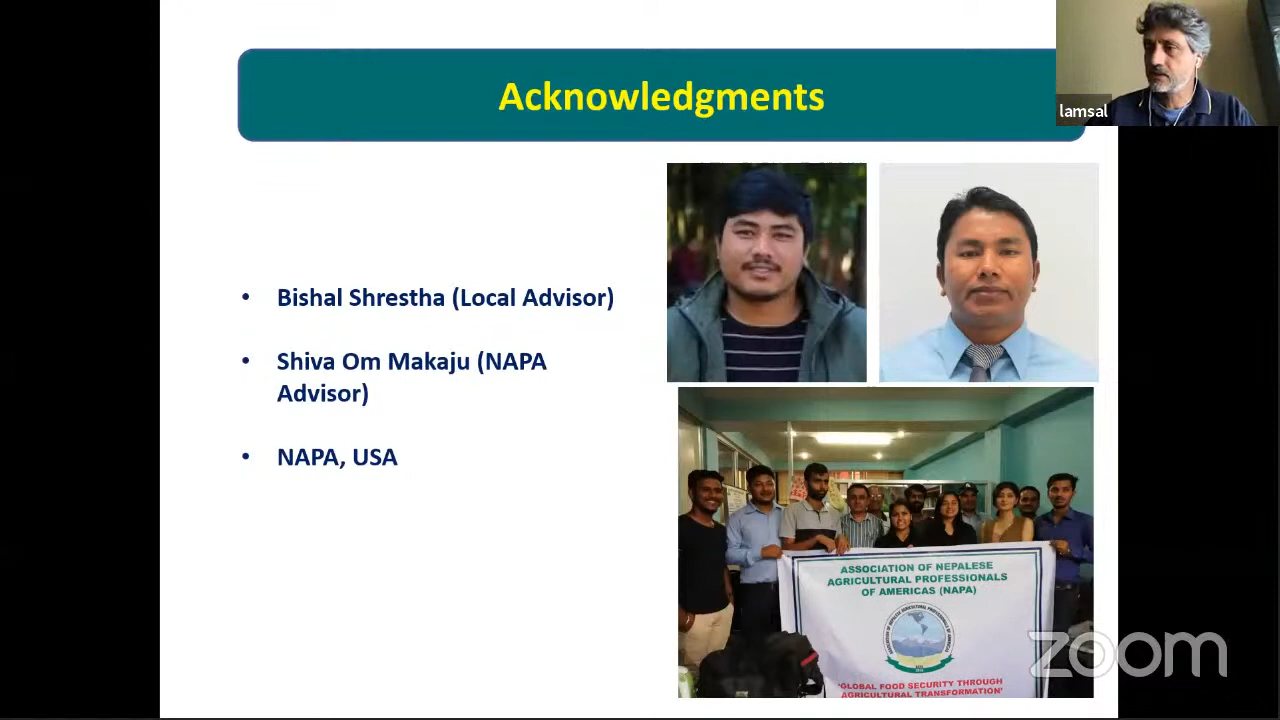 Acknowledgments
lamsal
• Bishal Shrestha (Local Advisor)
• Shiva Om Makaju (NAPA
Advisor)
• NAPA, USA
ASSOCIATION OF NEPALESE
AGRICULTURAL PROFESSIONALS
OF AMERICAS (NAPA)
'GLOBAL FOOD SECURITY THROUGH
AGRICULTURAL TRANSFORMATION'
zoom